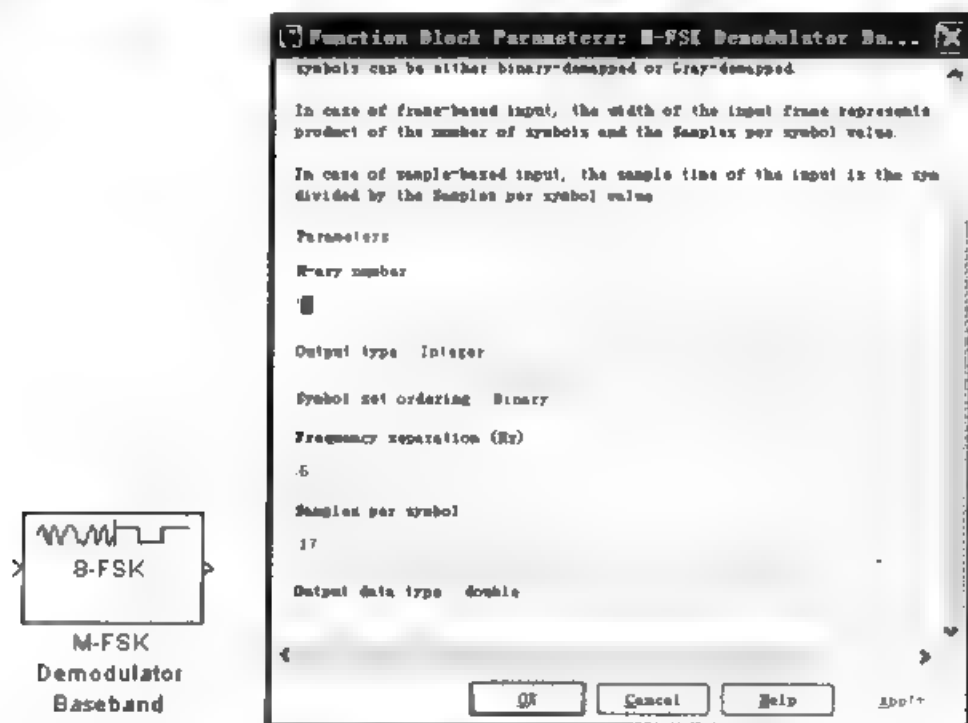 Function Block Parameters: M-FSK Demodulator Ba...
symbols can be either binary-demapped or Gray-demapped
In case of frame-based input, the width of the input frame represents
product of the number of symbols and the Samples per symbol value.
In case of sample-based input, the sample time of the input is the sym
divided by the Samples per symbol value
Parameters
M-ary number
Output type Integer
Symbol set ordering Binary
Frequency separation (Hz)
6
Samples per symbol
17
Output data type double
OK Cancel Help Apply
8-FSK
M-FSK
Demodulator
Baseband